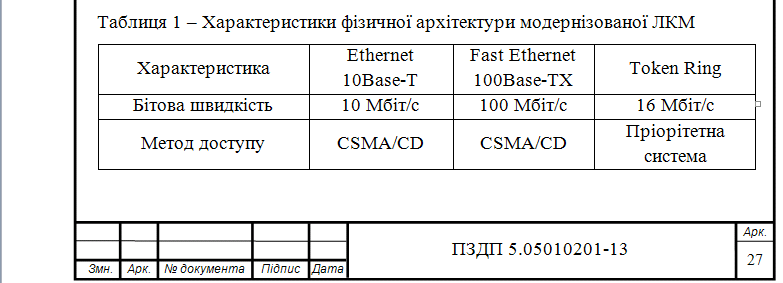 Таблиця 1 – Характеристики фізичної архітектури модернізованої ЛКМ
Характеристика Ethernet 10Base-T Fast Ethernet 100Base-TX Token Ring
Бітова швидкість 10 Мбіт/с 100 Мбіт/с 16 Мбіт/с
Метод доступу CSMA/CD CSMA/CD Пріорітетна система
ПЗДП 5.05010201-13
Арк.
27
Змн. Арк. № документа Підпис Дата